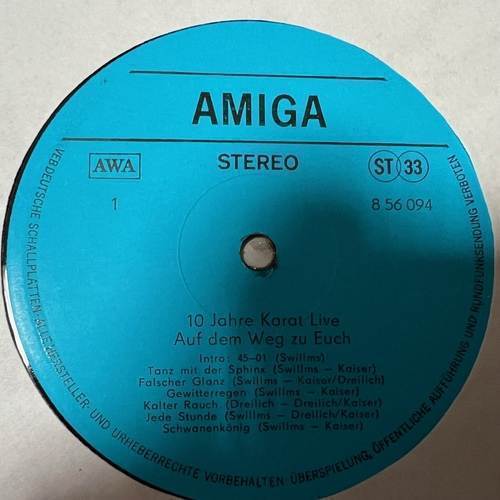 AMIGA
AWA
STEREO
ST 33
1
8 56 094
10 Jahre Karat Live
Auf dem Weg zu Euch
Intro: 45-01 (Swillms)
Tanz mit der Sphinx (Swillms - Kaiser)
Falscher Glanz (Swillms - Kaiser/Dreilich)
Gewitterregen (Swillms - Kaiser)
Kalter Rauch (Dreilich - Dreilich/Kaiser)
Jede Stunde (Swillms - Dreilich/Kaiser)
Schwanenkönig (Swillms - Kaiser)
VEB DEUTSCHE SCHALLPLATTEN · ALLE HERSTELLER- UND URHEBERRECHTE VORBEHALTEN · ÜBERSPIELUNG, ÖFFENTLICHE AUFFÜHRUNG UND RUNDFUNKSENDUNG VERBOTEN